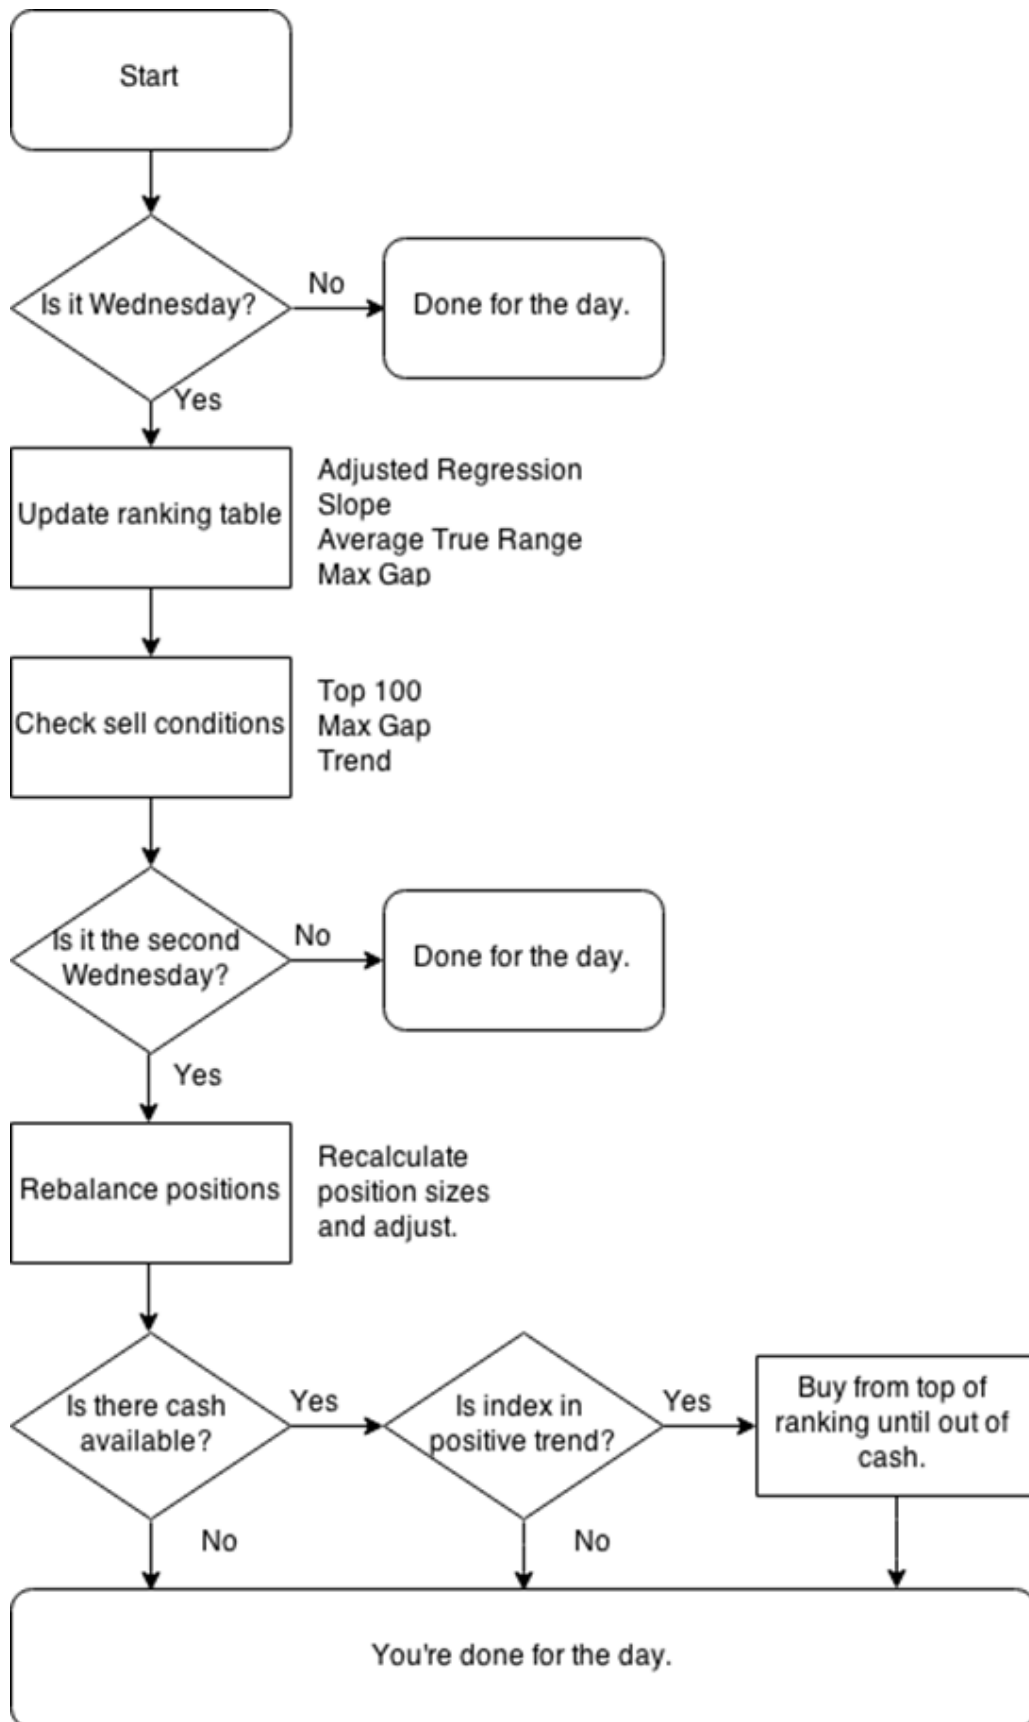 Start
Is it Wednesday?
No
Done for the day.
Yes
Update ranking table
Adjusted Regression
Slope
Average True Range
Max Gap
Check sell conditions
Top 100
Max Gap
Trend
Is it the second
Wednesday?
No
Done for the day.
Yes
Rebalance positions
Recalculate
position sizes
and adjust.
Is there cash
available?
Yes
Is index in
positive trend?
Yes
Buy from top of
ranking until out of
cash.
No
No
You're done for the day.